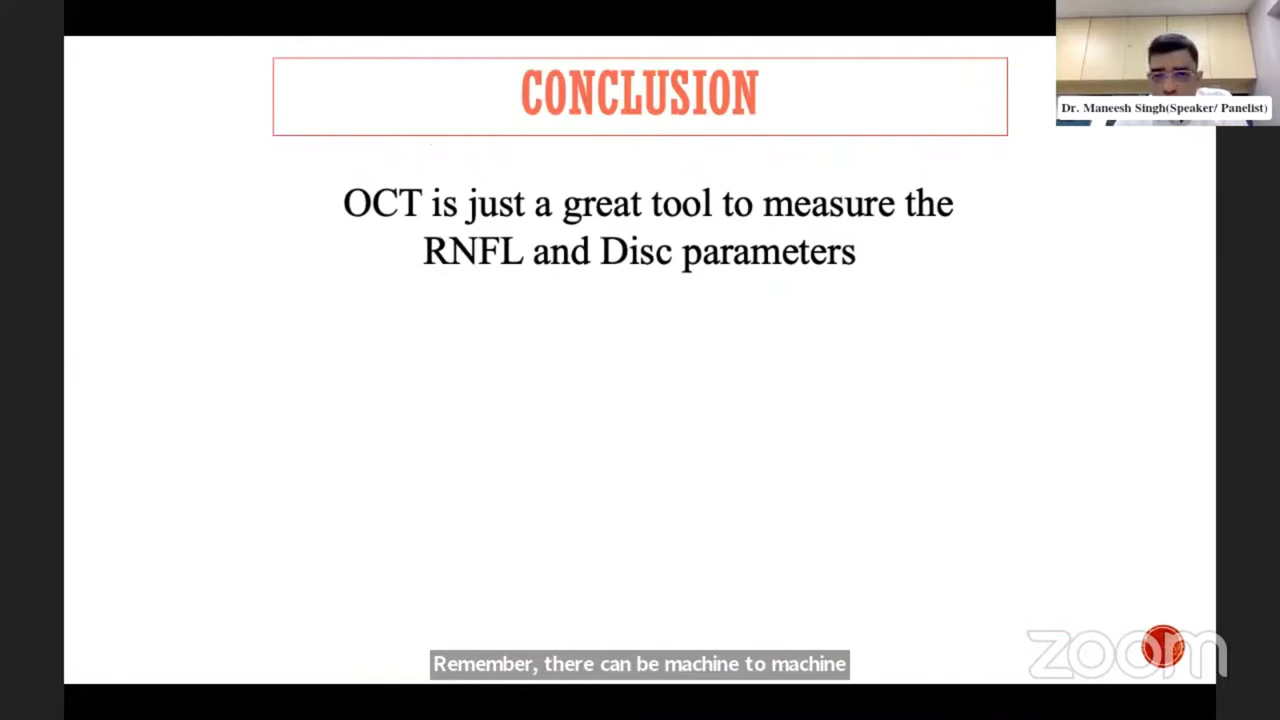 CONCLUSION
Dr. Maneesh Singh(Speaker/ Panelist)
OCT is just a great tool to measure the
RNFL and Disc parameters
Remember, there can be machine to machine
zoom